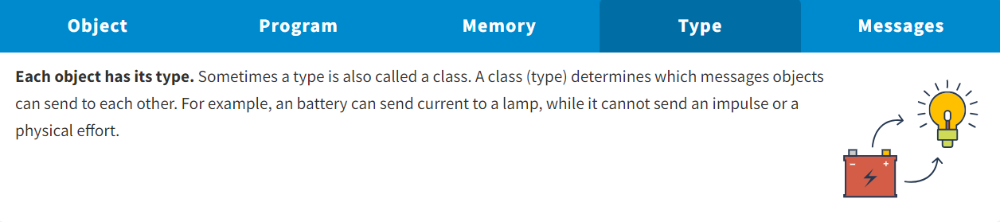 Object Program Memory Type Messages
Each object has its type. Sometimes a type is also called a class. A class (type) determines which messages objects
can send to each other. For example, an battery can send current to a lamp, while it cannot send an impulse or a
physical effort.
− +